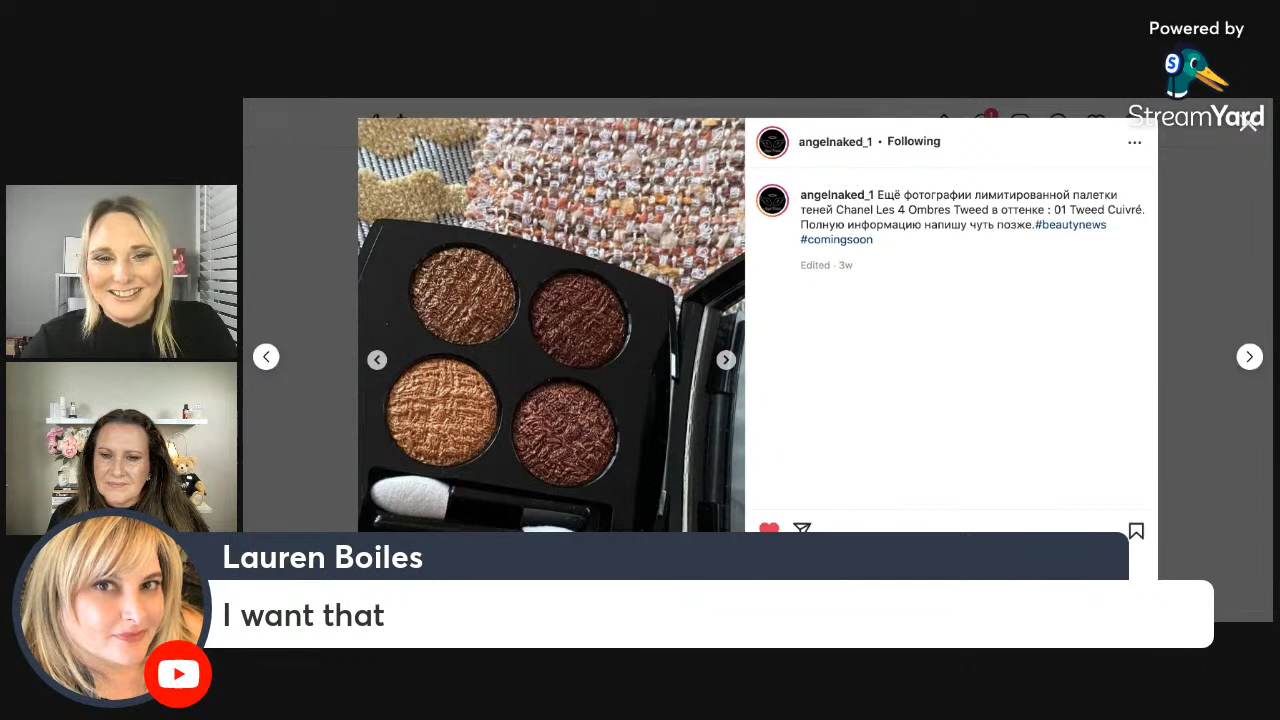 Powered by
StreamYard
angelnaked_1 • Following
angelnaked_1 Ещё фотографии лимитированной палетки
теней Chanel Les 4 Ombres Tweed в оттенке : 01 Tweed Cuivré.
Полную информацию напишу чуть позже.#beautynews
#comingsoon
Edited · 3w
Lauren Boiles
I want that